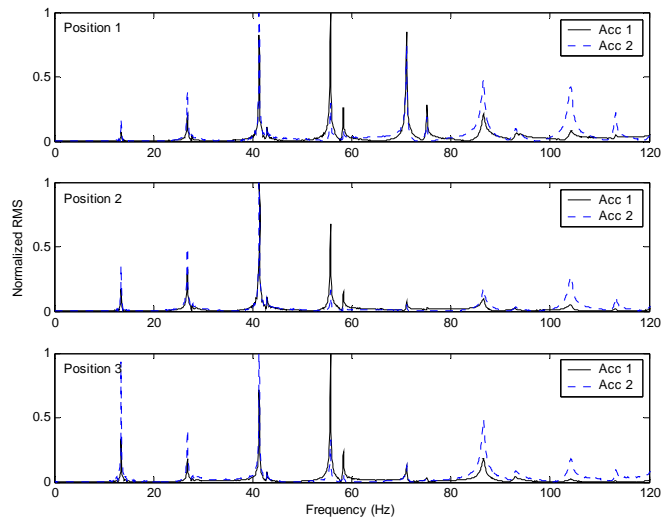 Position 1
Acc 1
Acc 2
1
0.5
0
0 20 40 60 80 100 120
Frequency (Hz)
Position 2
Acc 1
Acc 2
Normalized RMS
1
0.5
0
0 20 40 60 80 100 120
Position 3
Acc 1
Acc 2
1
0.5
0
0 20 40 60 80 100 120
Frequency (Hz)